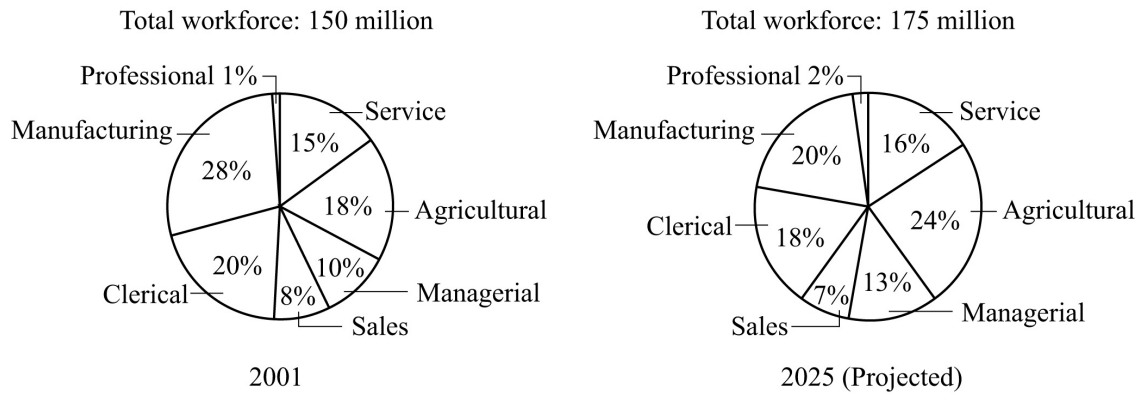 Total workforce: 150 million
Professional 1%
Service
Manufacturing
15%
28%
18%
Agricultural
20%
10%
Clerical
8%
Managerial
Sales
2001
Total workforce: 175 million
Professional 2%
Service
Manufacturing
16%
20%
24%
Agricultural
Clerical
18%
13%
7%
Managerial
Sales
2025 (Projected)